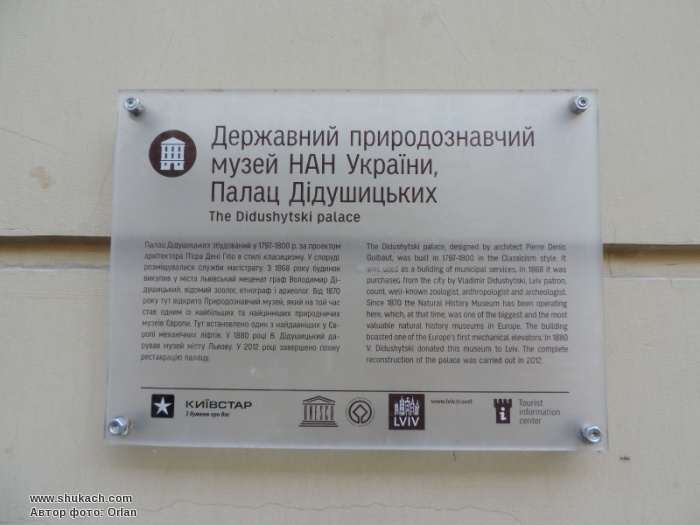 Державний природознавчий
музей НАН України,
Палац Дідушицьких
The Didushytski palace
Палац Дідушицьких збудований у 1797-1800 р. за проектом
архітектора П'єра Дені Гібо в стилі класицизму. У споруді
розміщувалися служби магістрату. З 1868 року будинок
викупив у міста львівський меценат граф Володимир Ді-
душицький, відомий зоолог, етнограф і археолог. Від 1870
року тут відкрито Природознавчий музей, який на той час
став одним із найбільших та найцінніших природничих
музеїв Європи. Тут встановлено один з найдавніших у Єв-
ропі механічних ліфтів. У 1880 році В. Дідушицький да-
рував музей місту Львову. У 2012 році завершено повну
реставрацію палацу.
The Didushytski palace, designed by architect Pierre Denis
Guibaut, was built in 1797-1800 in the Classicism style. It
was used as a building of municipal services. In 1868 it was
purchased from the city by Vladimir Didushytski, Lviv patron,
count, well-known zoologist, anthropologist and archeologist.
Since 1870 the Natural History Museum has been operating
here, which, at that time, was one of the biggest and the most
valuable natural history museums in Europe. The building
boasted one of the Europe's first mechanical elevators. In 1880
V. Didushytski donated this museum to Lviv. The complete
reconstruction of the palace was carried out in 2012.
КИЇВСТАР
З думкою про Вас
UNESCO
LVIV
www.lviv.travel
Tourist
information
center
www.shukach.com
Автор фото: Orlan